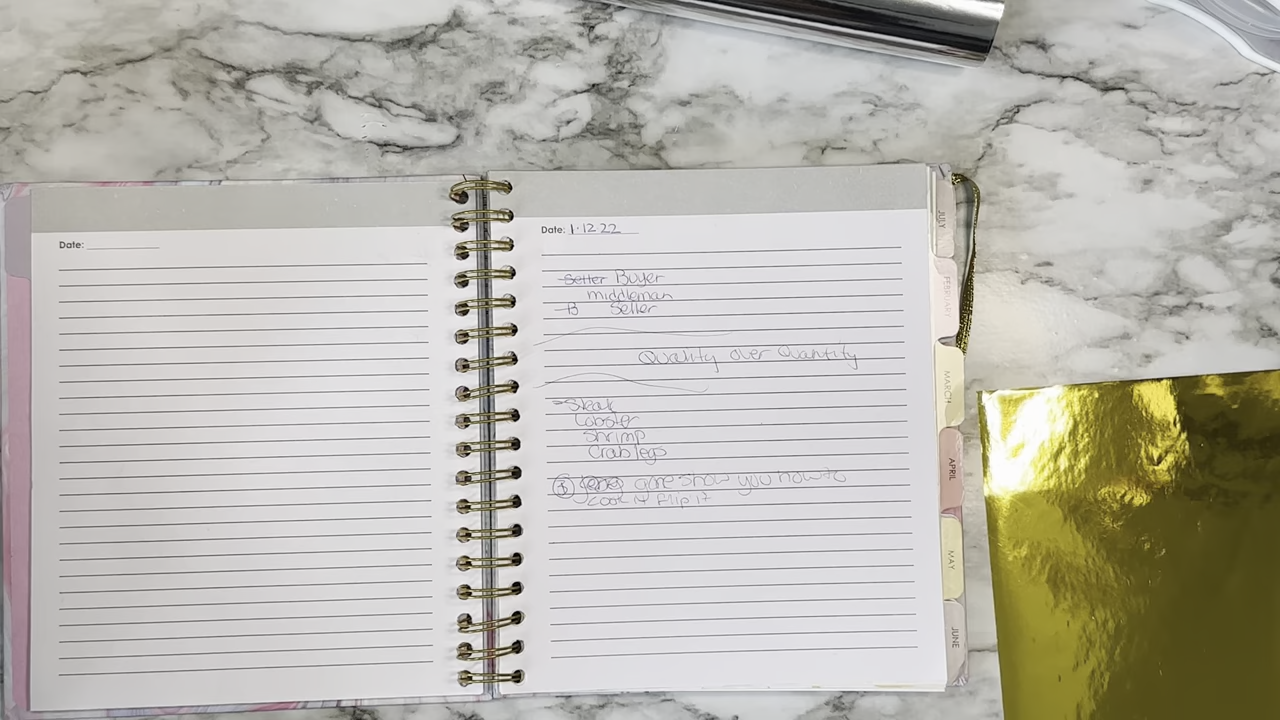 Date:
Date: 1.12.22
Seller Buyer
middleman
B Seller
Quality over Quantity
Steak
Lobster
Shrimp
Crab legs
gone show you how to
cook it flip it
JULY
FEBRUARY
MARCH
APRIL
MAY
JUNE